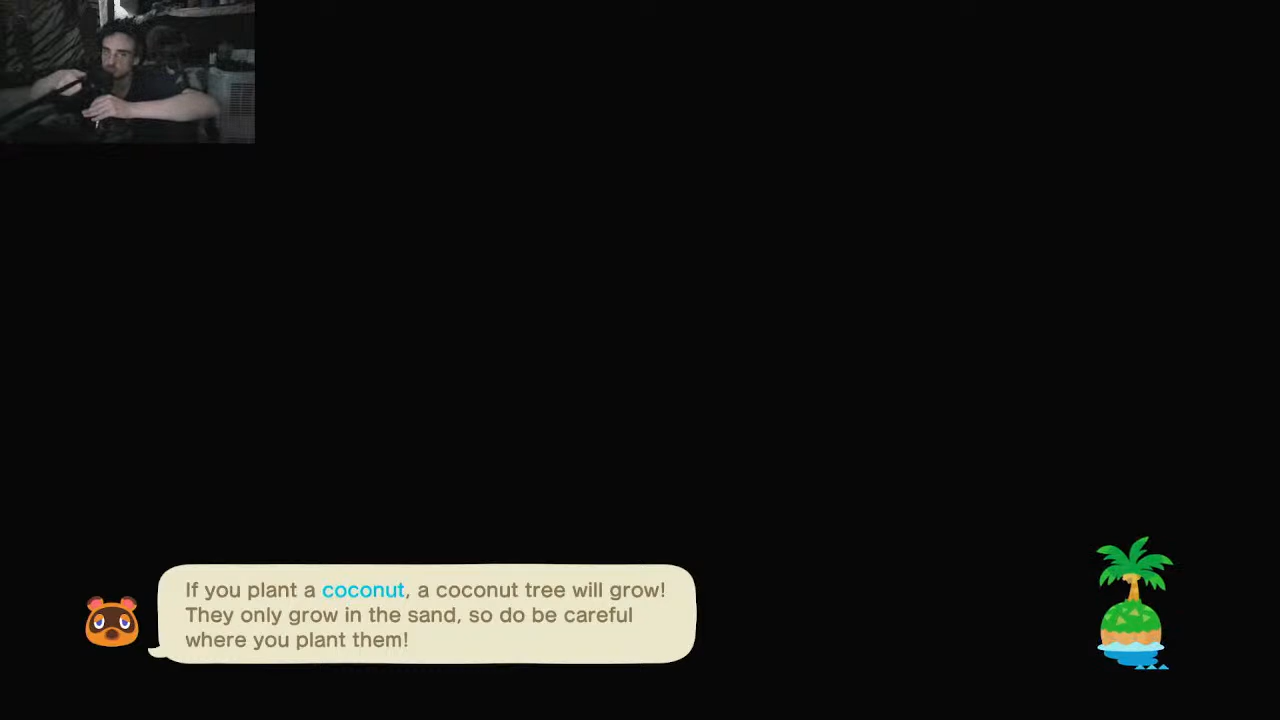 If you plant a coconut, a coconut tree will grow!
They only grow in the sand, so do be careful
where you plant them!